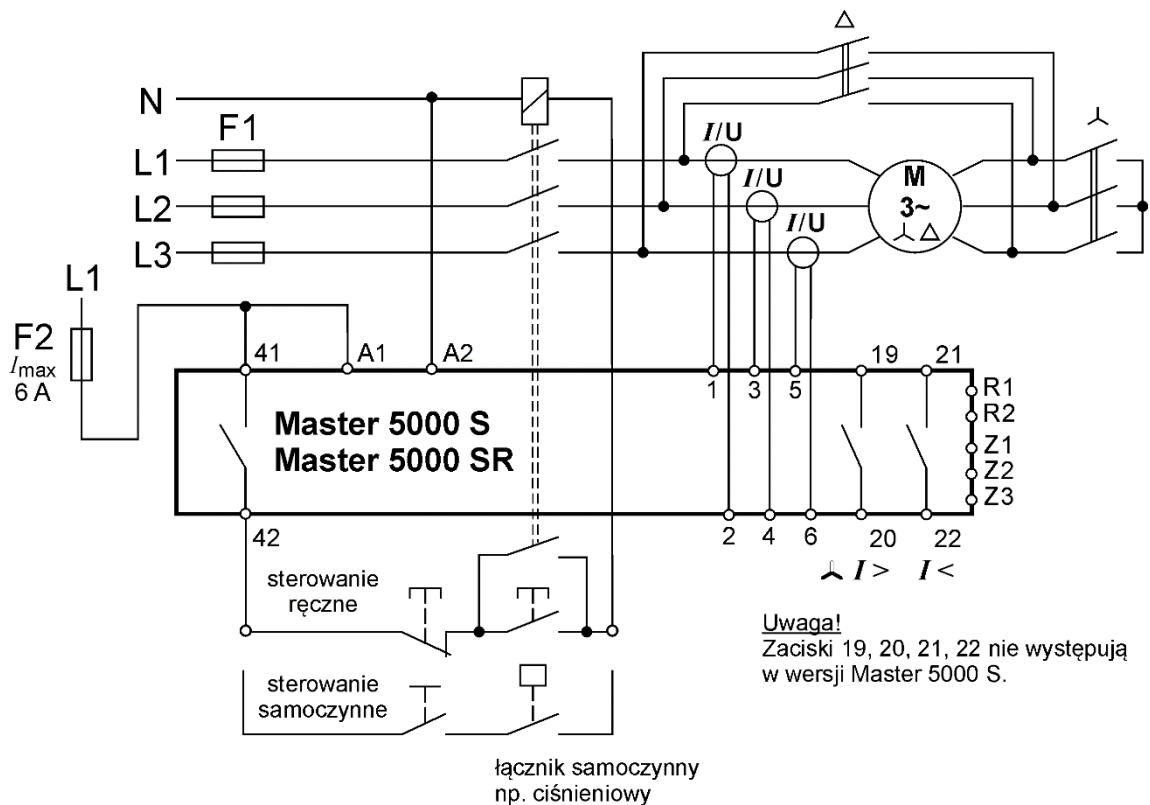 N
F1
L1
L2
L3
I/U
I/U
I/U
M
3~
L1
F2
Imax
6 A
41
A1
A2
1
3
5
19
21
R1
R2
Z1
Z2
Z3
Master 5000 S
Master 5000 SR
42
2
4
6
20
22
I >
I <
sterowanie
ręczne
sterowanie
samoczynne
łącznik samoczynny
np. ciśnieniowy
Uwaga!
Zaciski 19, 20, 21, 22 nie występują
w wersji Master 5000 S.